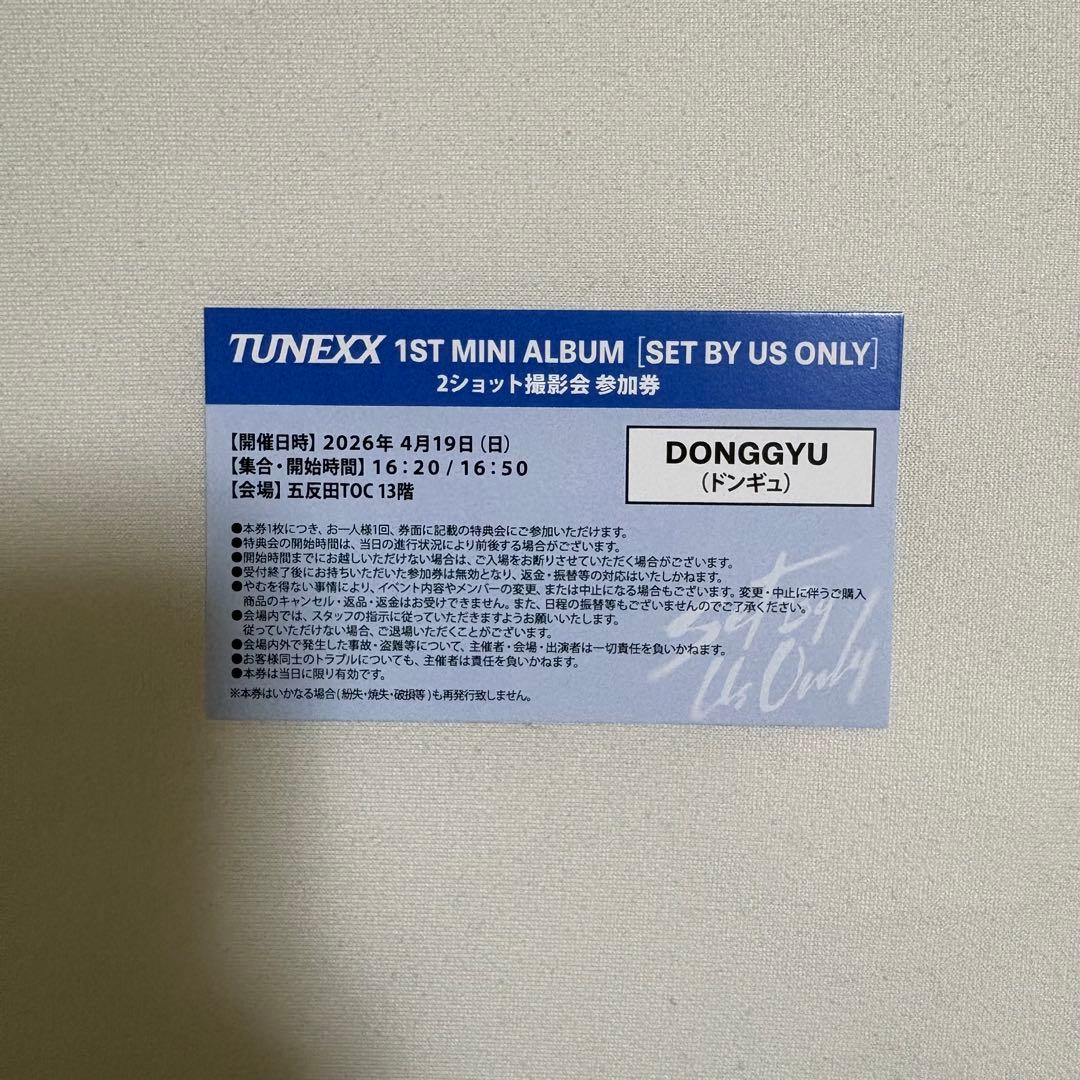 TUNEXX 1ST MINI ALBUM [SET BY US ONLY]
2ショット撮影会 参加券
【開催日時】2026年 4月19日(日)
【集合・開始時間】16:20 / 16:50
【会場】五反田TOC 13階
DONGGYU
(ドンギュ)
●本券1枚につき、お一人様1回、券面に記載の特典会にご参加いただけます。
●特典会の開始時間は、当日の進行状況により前後する場合がございます。
●開始時間までにお越しいただけない場合は、ご入場をお断りさせていただく場合がございます。
●受付終了後にお持ちいただいた参加券は無効となり、返金・振替等の対応はいたしかねます。
●やむを得ない事情により、イベント内容やメンバーの変更、または中止になる場合もございます。変更・中止に伴うご購入
商品のキャンセル・返品・返金はお受けできません。また、日程の振替等もございませんのでご了承ください。
●会場内では、スタッフの指示に従っていただきますようお願いいたします。
従っていただけない場合、ご退場いただくことがございます。
●会場内外で発生した事故・盗難等について、主催者・会場・出演者は一切責任を負いかねます。
●お客様同士のトラブルについても、主催者は責任を負いかねます。
●本券は当日に限り有効です。
※本券はいかなる場合(紛失・焼失・破損等)も再発行致しません。
Set by
Us Only